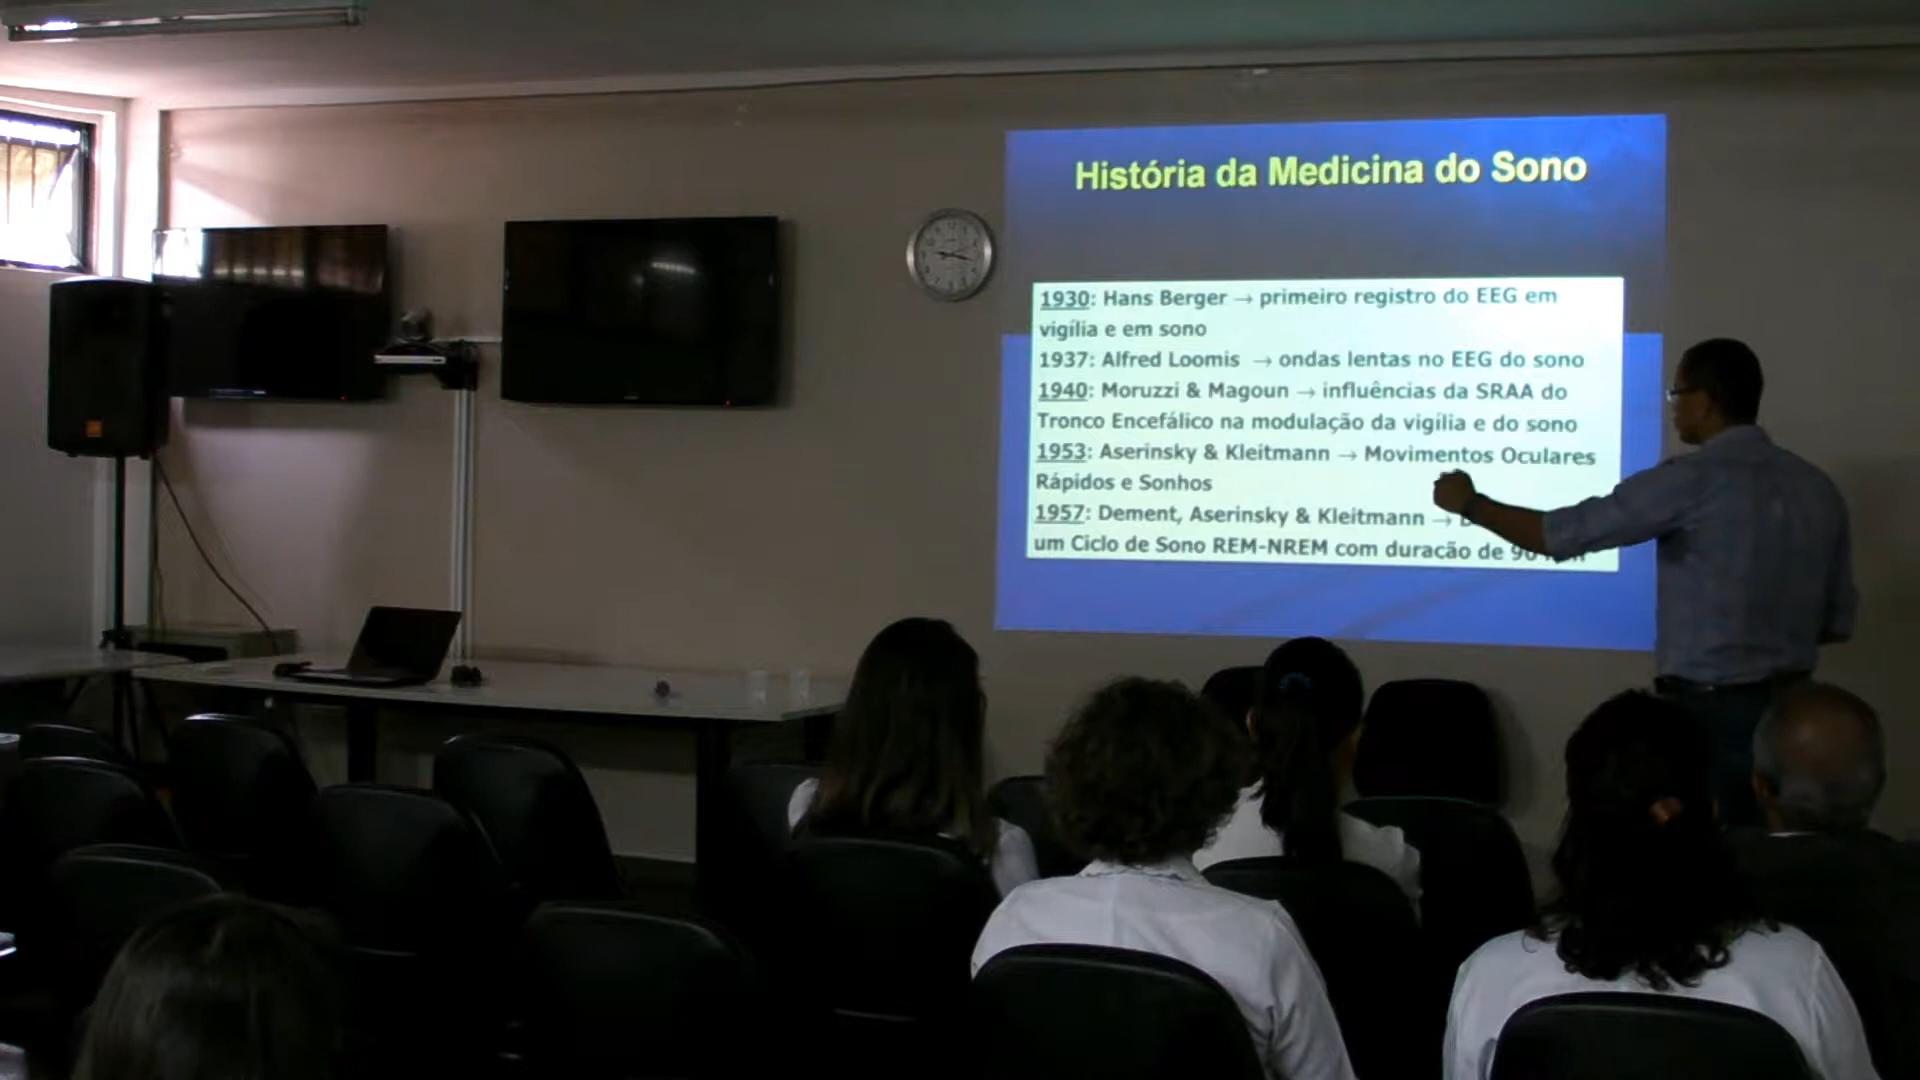 História da Medicina do Sono
1930: Hans Berger → primeiro registro do EEG em
vigília e em sono
1937: Alfred Loomis → ondas lentas no EEG do sono
1940: Moruzzi & Magoun → influências da SRAA do
Tronco Encefálico na modulação da vigília e do sono
1953: Aserinsky & Kleitmann → Movimentos Oculares
Rápidos e Sonhos
1957: Dement, Aserinsky & Kleitmann →
um Ciclo de Sono REM-NREM com duração de